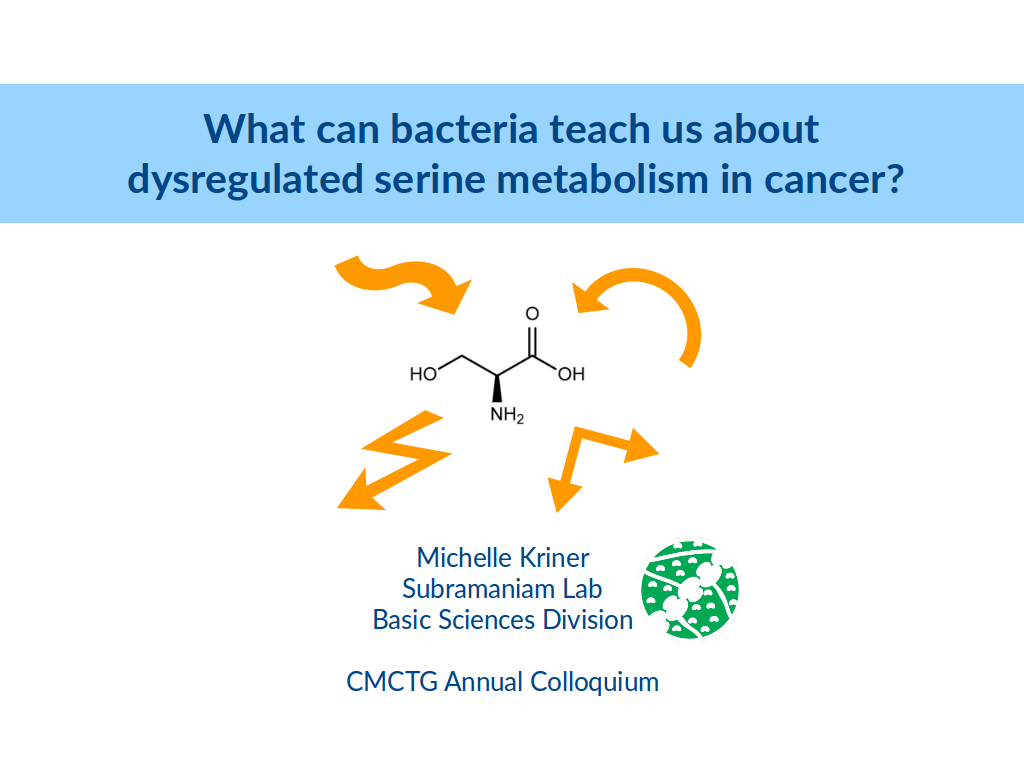 What can bacteria teach us about
dysregulated serine metabolism in cancer?
O
HO
OH
NH₂
Michelle Kriner
Subramaniam Lab
Basic Sciences Division
CMCTG Annual Colloquium